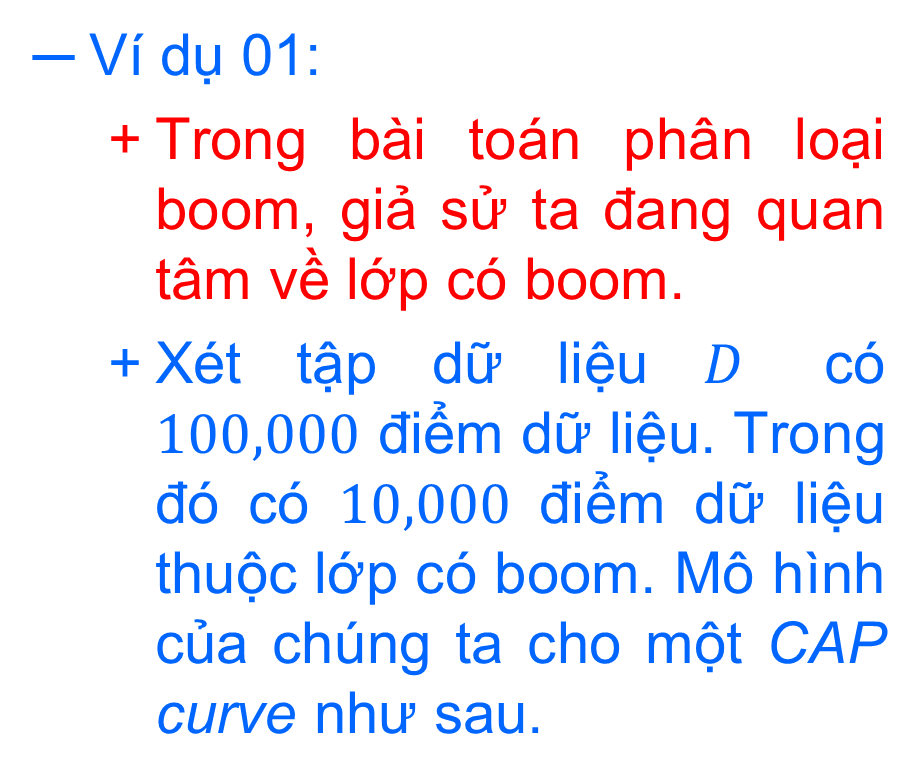 — Ví dụ 01:
+ Trong bài toán phân loại
boom, giả sử ta đang quan
tâm về lớp có boom.
+ Xét tập dữ liệu D có
100,000 điểm dữ liệu. Trong
đó có 10,000 điểm dữ liệu
thuộc lớp có boom. Mô hình
của chúng ta cho một CAP
curve như sau.